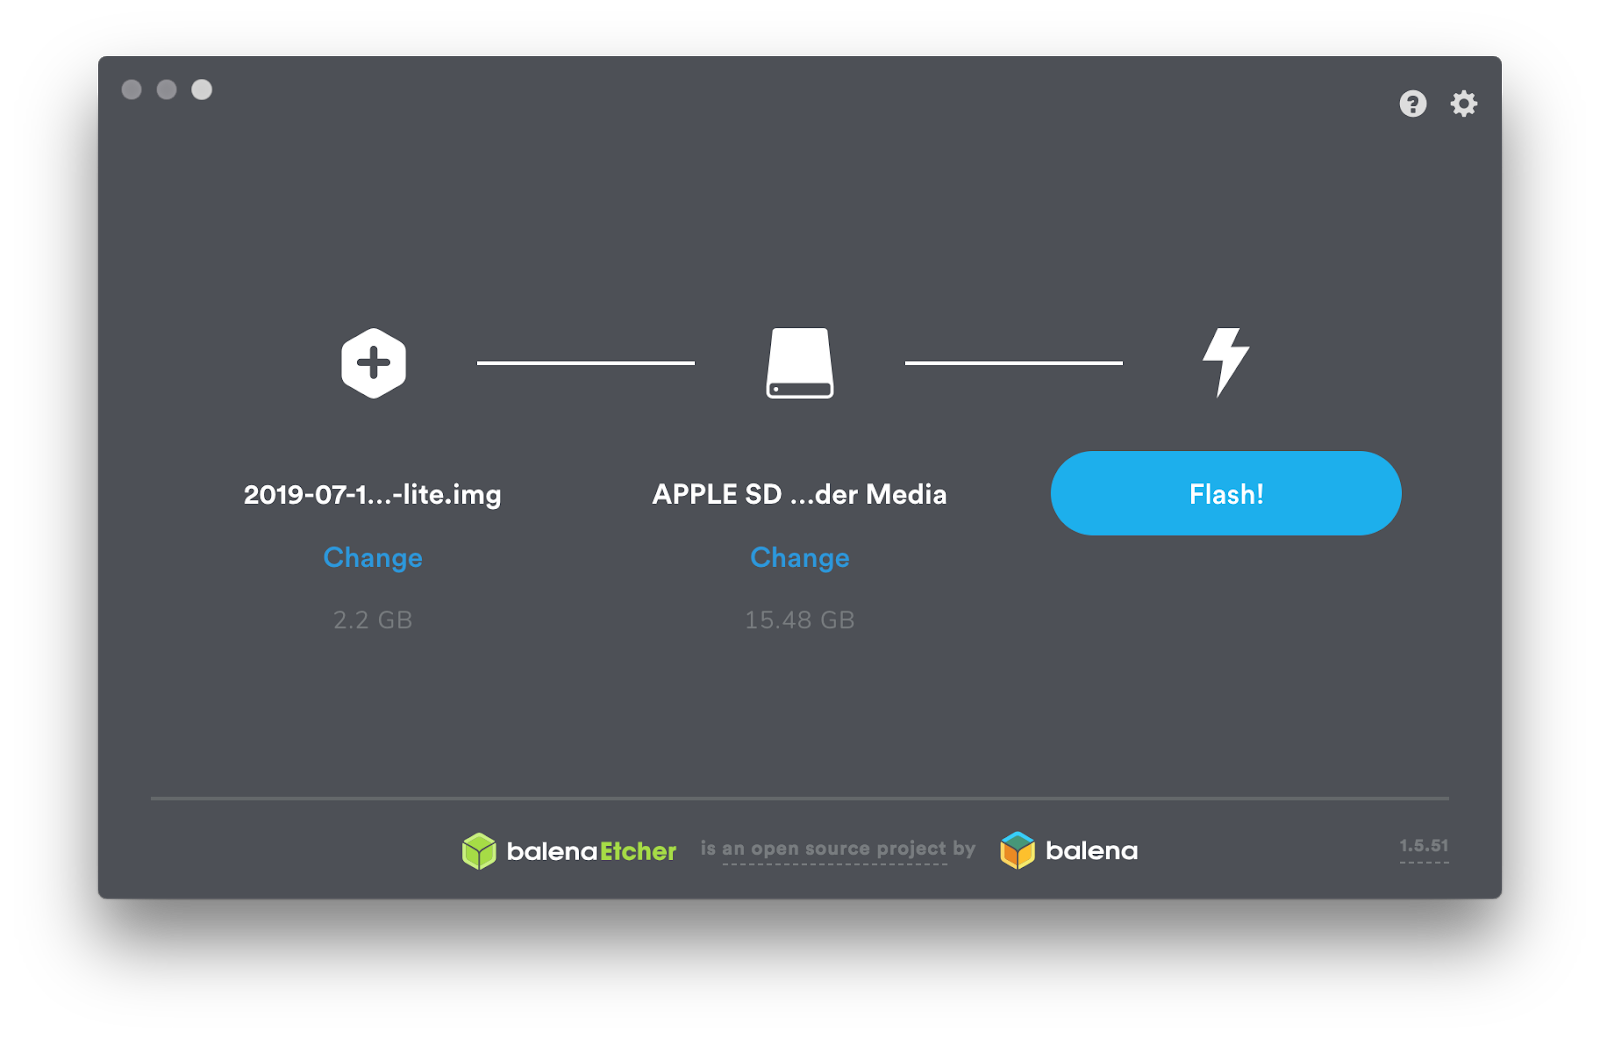 2019-07-1...-lite.img
APPLE SD ...der Media
Flash!
Change
Change
2.2 GB
15.48 GB
balenaEtcher is an open source project by balena
1.5.51